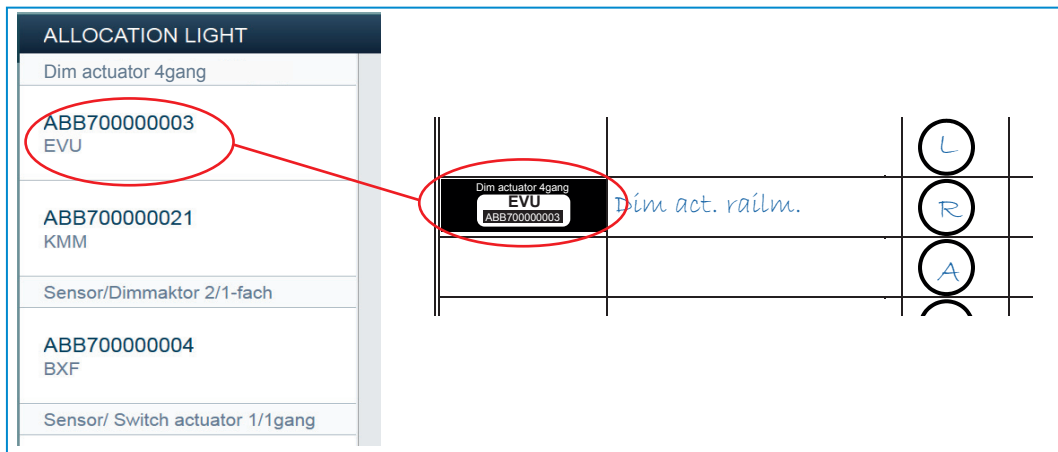 ALLOCATION LIGHT
Dim actuator 4gang
ABB700000003
EVU
ABB700000021
KMM
Sensor/Dimmaktor 2/1-fach
ABB700000004
BXF
Sensor/ Switch actuator 1/1gang
L
Dim actuator 4gang
EVU
ABB700000003
Dim act. railm.
R
A